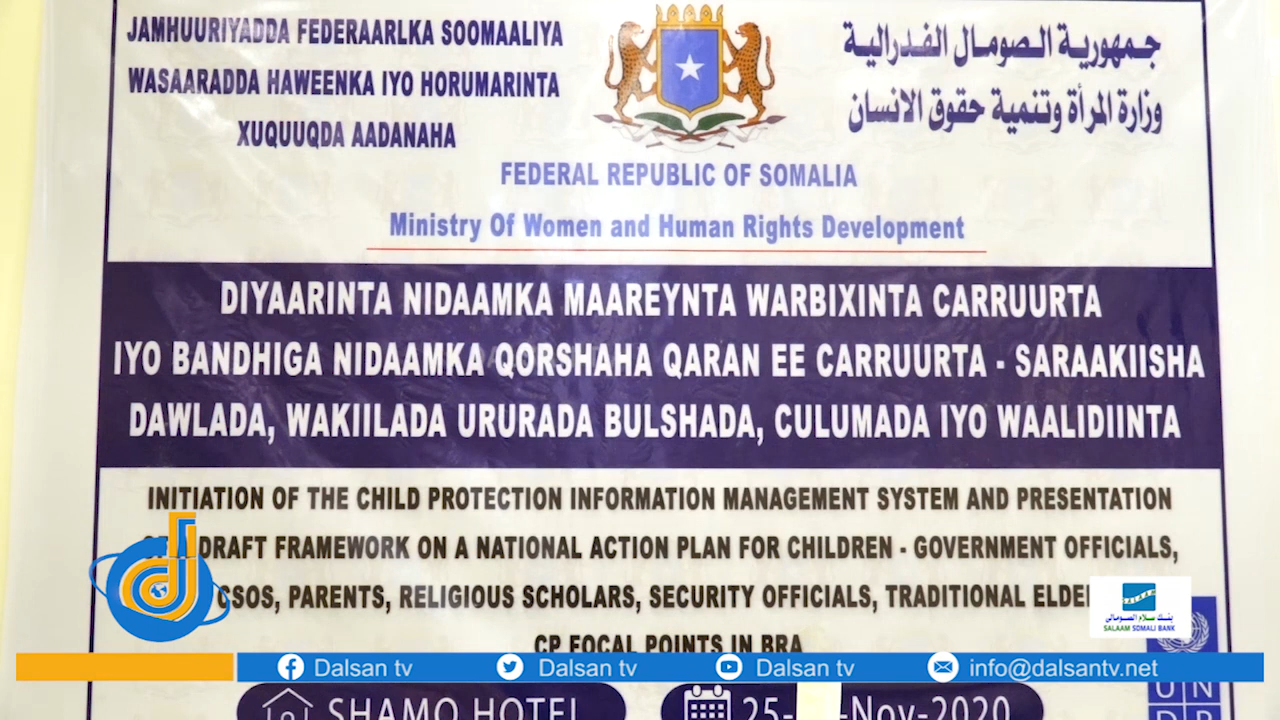 JAMHUURIYADDA FEDERAARLKA SOOMAALIYA
WASAARADDA HAWEENKA IYO HORUMARINTA
XUQUUQDA AADANAHA
جمهورية الصومال الفدرالية
وزارة المرأة وتنمية حقوق الانسان
FEDERAL REPUBLIC OF SOMALIA
Ministry Of Women and Human Rights Development
DIYAARINTA NIDAAMKA MAAREYNTA WARBIXINTA CARRUURTA
IYO BANDHIGA NIDAAMKA QORSHAHA QARAN EE CARRUURTA - SARAAKIISHA
DAWLADA, WAKIILADA URURADA BULSHADA, CULUMADA IYO WAALIDIINTA
INITIATION OF THE CHILD PROTECTION INFORMATION MANAGEMENT SYSTEM AND PRESENTATION
DRAFT FRAMEWORK ON A NATIONAL ACTION PLAN FOR CHILDREN - GOVERNMENT OFFICIALS,
CSOS, PARENTS, RELIGIOUS SCHOLARS, SECURITY OFFICIALS, TRADITIONAL
CP FOCAL POINTS IN BRA
SALAAM
بنك سلام الصومالي
SALAAM SOMALI BANK
Dalsan tv
Dalsan tv
Dalsan tv
info@dalsantv.net
SHAMO HOTEL
25- -Nov-2020
U N
D P